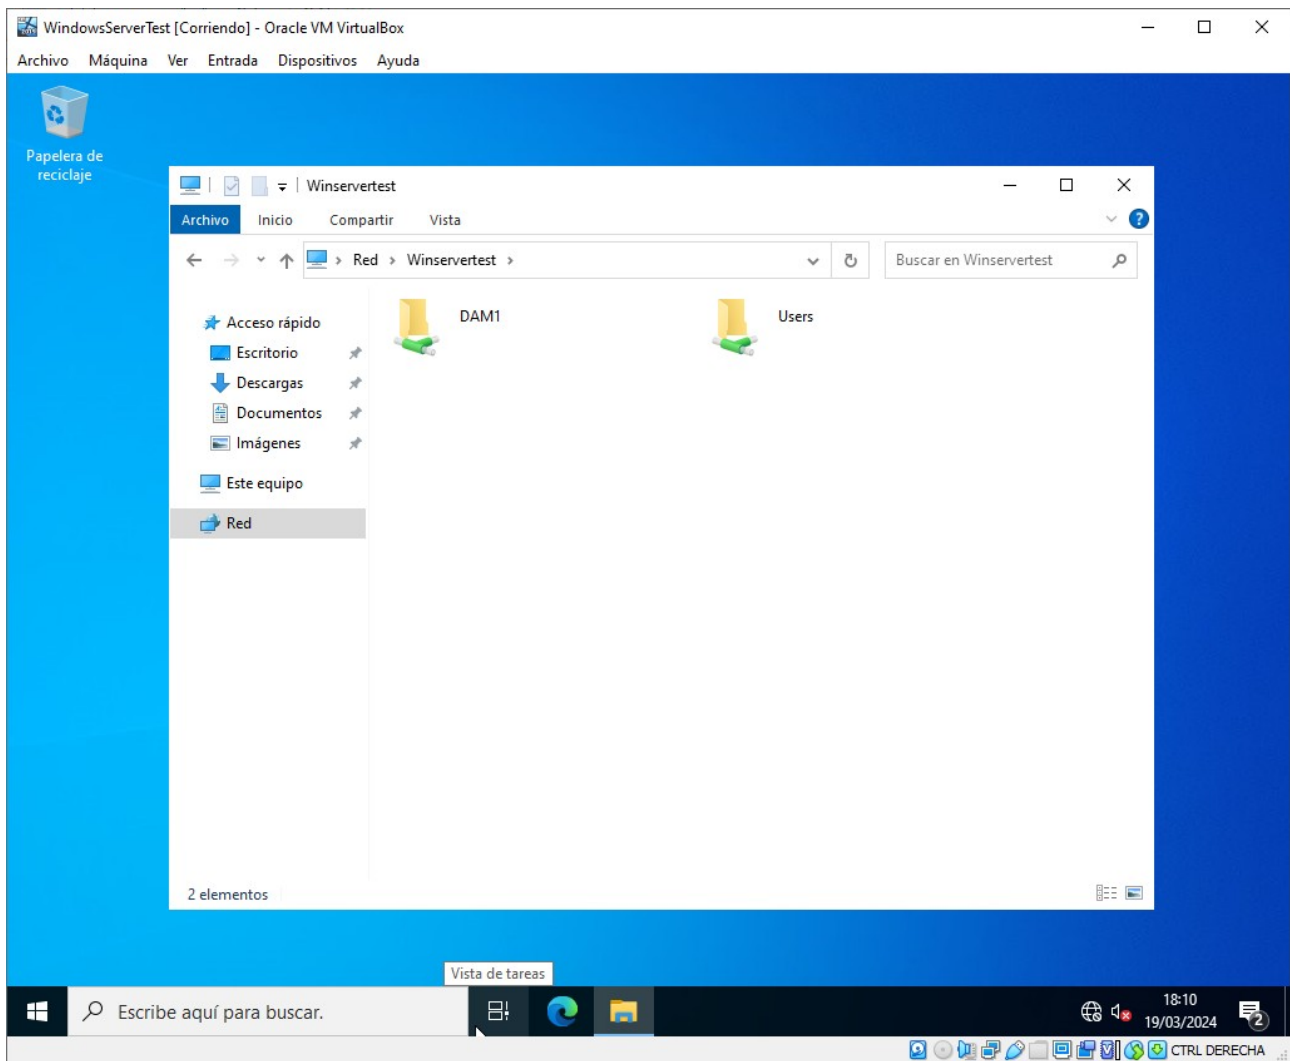 WindowsServerTest [Corriendo] - Oracle VM VirtualBox
Archivo Máquina Ver Entrada Dispositivos Ayuda
Papelera de
reciclaje
Winservertest
Archivo Inicio Compartir Vista
Red Winservertest
Buscar en Winservertest
Acceso rápido
Escritorio
Descargas
Documentos
Imágenes
Este equipo
Red
DAM1
Users
2 elementos
Vista de tareas
Escribe aquí para buscar.
18:10
19/03/2024
2
CTRL DERECHA